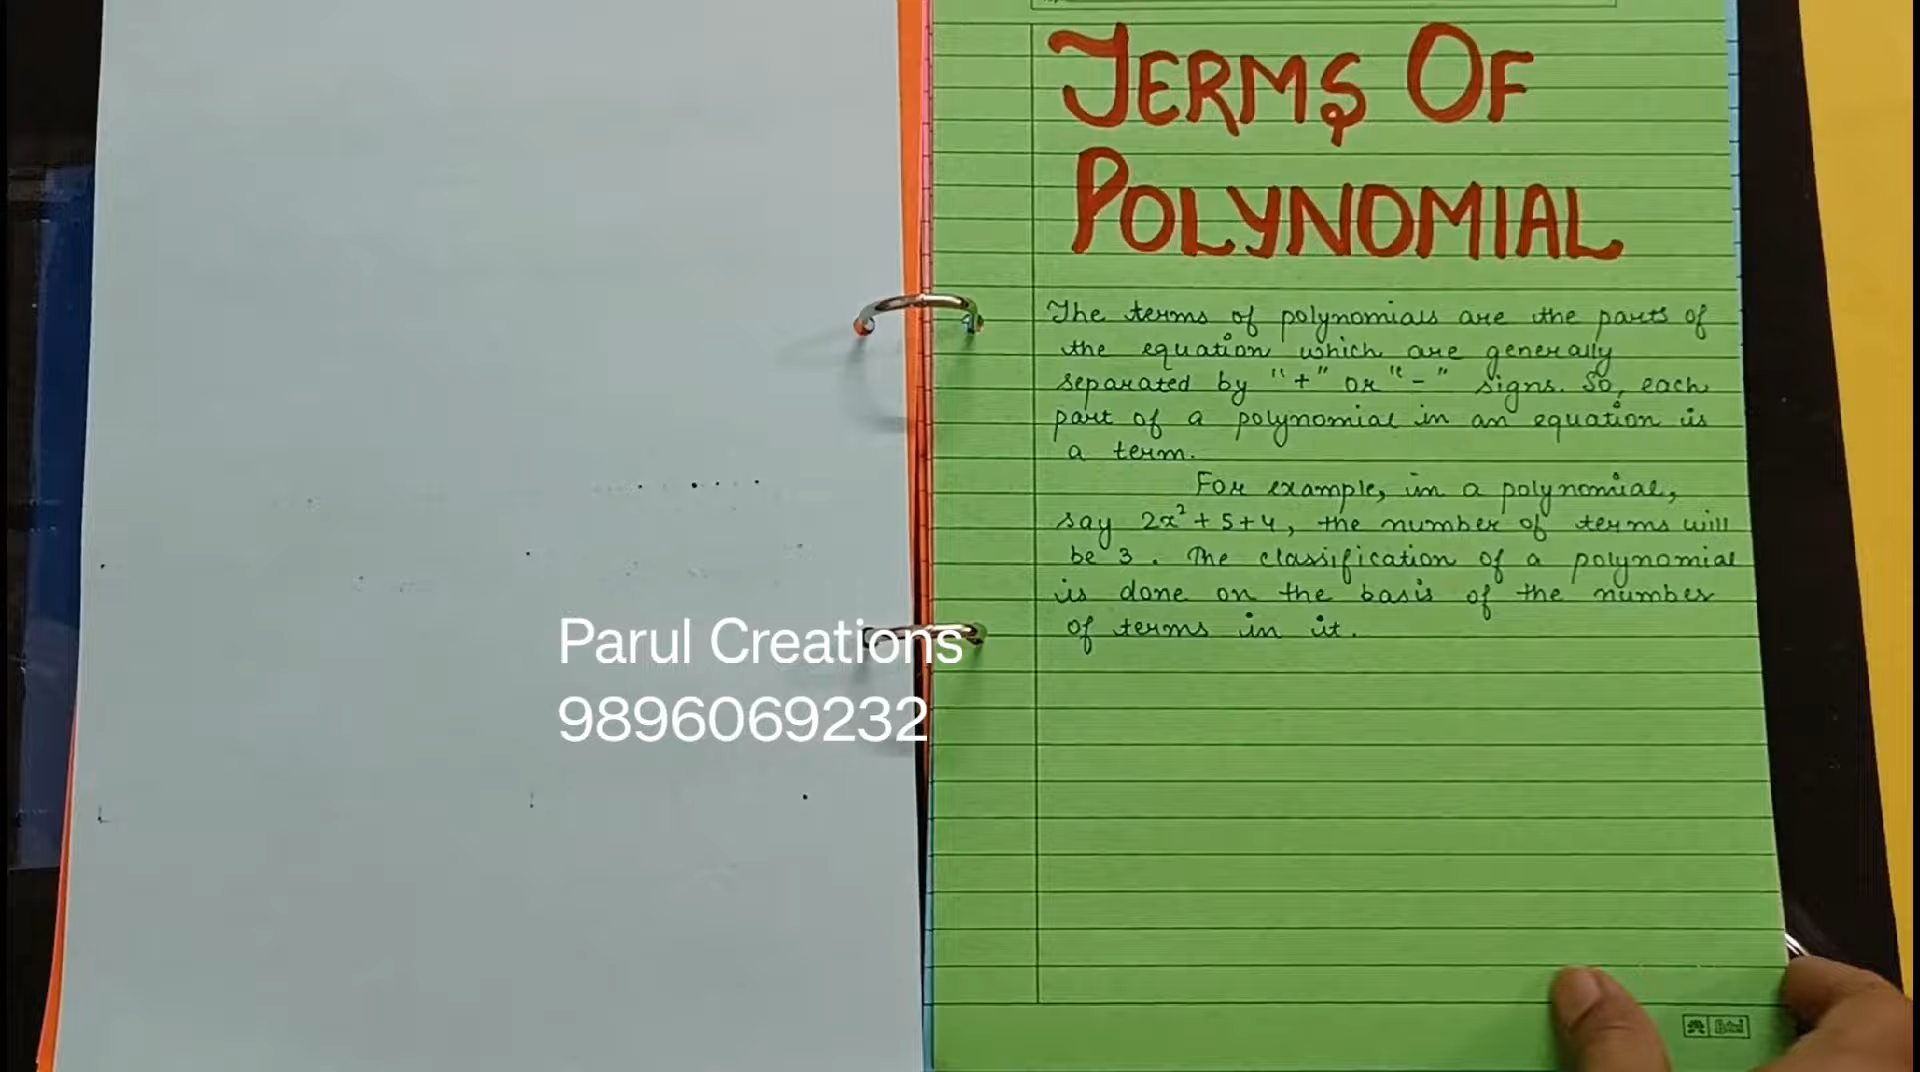 TERMS OF
POLYNOMIAL
The terms of polynomials are the parts of
the equation which are generally
separated by "+" or "-" signs. So, each
part of a polynomial in an equation is
a term.
For example, in a polynomial,
say 2x² + 5 + 4, the number of terms will
be 3. The classification of a polynomial
is done on the basis of the number
of terms in it.
Parul Creations
9896069232